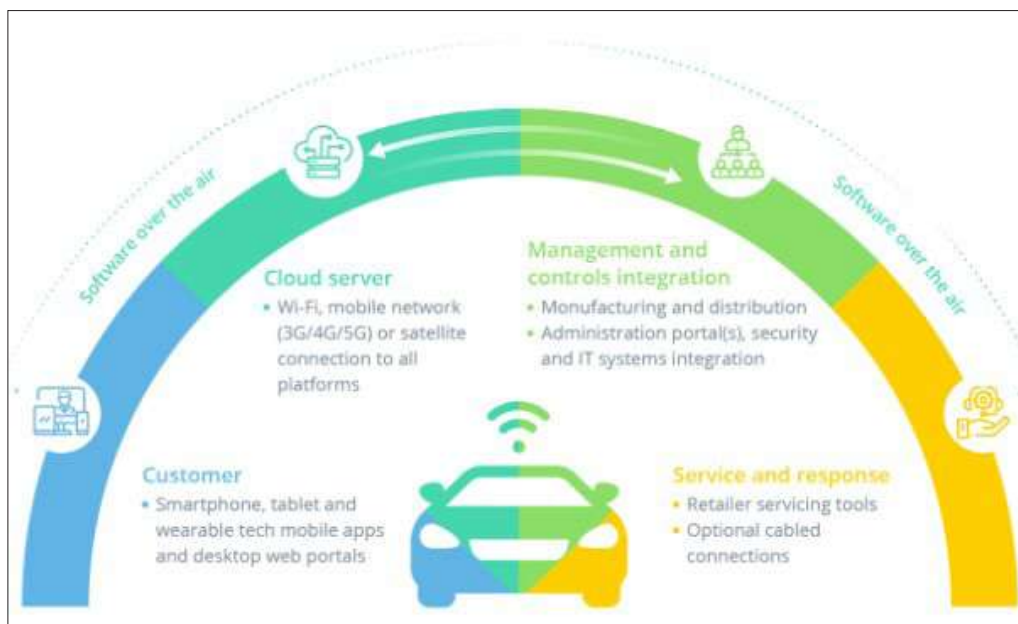 Software over the air
Software over the air
Cloud server
• Wi-Fi, mobile network
(3G/4G/5G) or satellite
connection to all
platforms
Management and
controls integration
• Monufacturing and distribution
• Administration portal(s), security
and IT systems integration
Customer
• Smartphone, tablet and
wearable tech mobile apps
and desktop web portals
Service and response
• Retailer servicing tools
• Optional cabled
connections